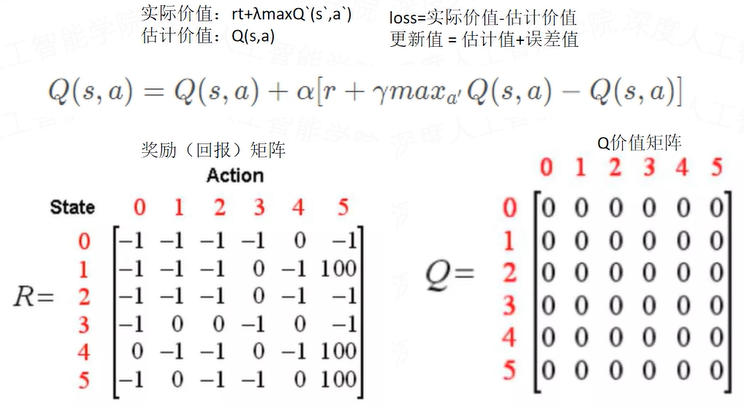 实际价值：rt+λmaxQ`(s`,a`)
估计价值：Q(s,a)
loss=实际价值-估计价值
更新值 = 估计值+误差值
Q(s,a) = Q(s,a) + α[r + γmax_{a′}Q(s,a) − Q(s,a)]
奖励（回报）矩阵
Action
State 0 1 2 3 4 5
0 −1 −1 −1 −1 0 −1
1 −1 −1 −1 0 −1 100
R= 2 −1 −1 −1 0 −1 −1
3 −1 0 0 −1 0 −1
4 0 −1 −1 0 −1 100
5 −1 0 −1 −1 0 100
Q价值矩阵
0 1 2 3 4 5
0 0 0 0 0 0 0
1 0 0 0 0 0 0
Q= 2 0 0 0 0 0 0
3 0 0 0 0 0 0
4 0 0 0 0 0 0
5 0 0 0 0 0 0